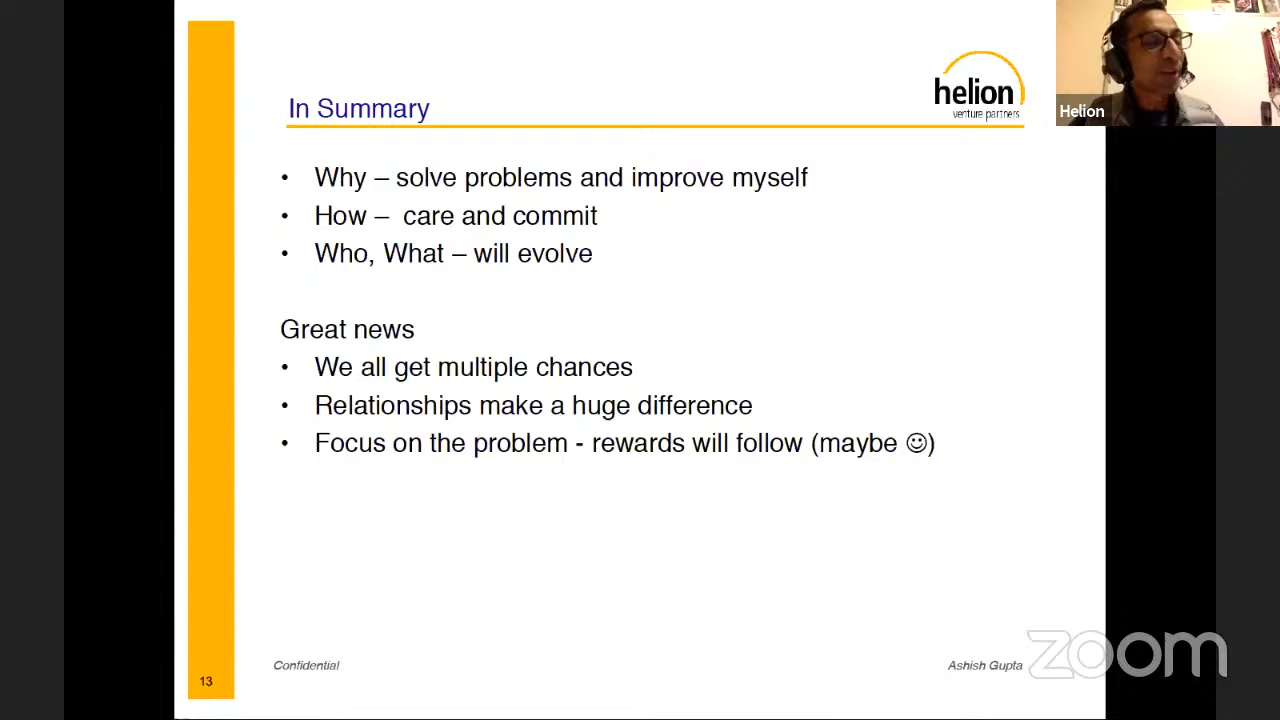 helion
venture partners
In Summary
Helion
• Why – solve problems and improve myself
• How – care and commit
• Who, What – will evolve
Great news
• We all get multiple chances
• Relationships make a huge difference
• Focus on the problem - rewards will follow (maybe ☺)
Confidential
Ashish Gupta
zoom
13